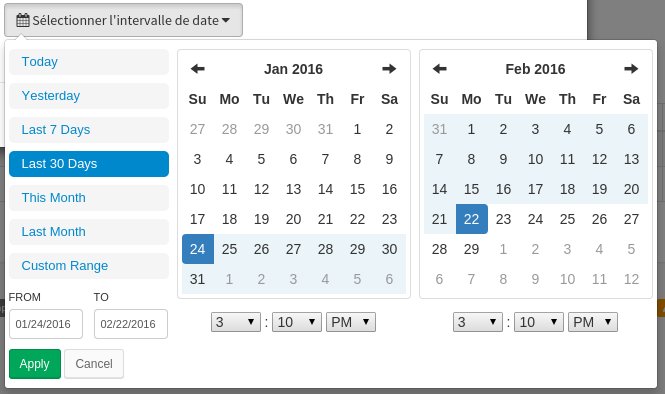 Sélectionner l'intervalle de date
Today
Yesterday
Last 7 Days
Last 30 Days
This Month
Last Month
Custom Range
FROM TO
01/24/2016 02/22/2016
Apply Cancel
Jan 2016
Su Mo Tu We Th Fr Sa
27 28 29 30 31 1 2
3 4 5 6 7 8 9
10 11 12 13 14 15 16
17 18 19 20 21 22 23
24 25 26 27 28 29 30
31 1 2 3 4 5 6
3 : 10 PM
Feb 2016
Su Mo Tu We Th Fr Sa
31 1 2 3 4 5 6
7 8 9 10 11 12 13
14 15 16 17 18 19 20
21 22 23 24 25 26 27
28 29 1 2 3 4 5
6 7 8 9 10 11 12
3 : 10 PM